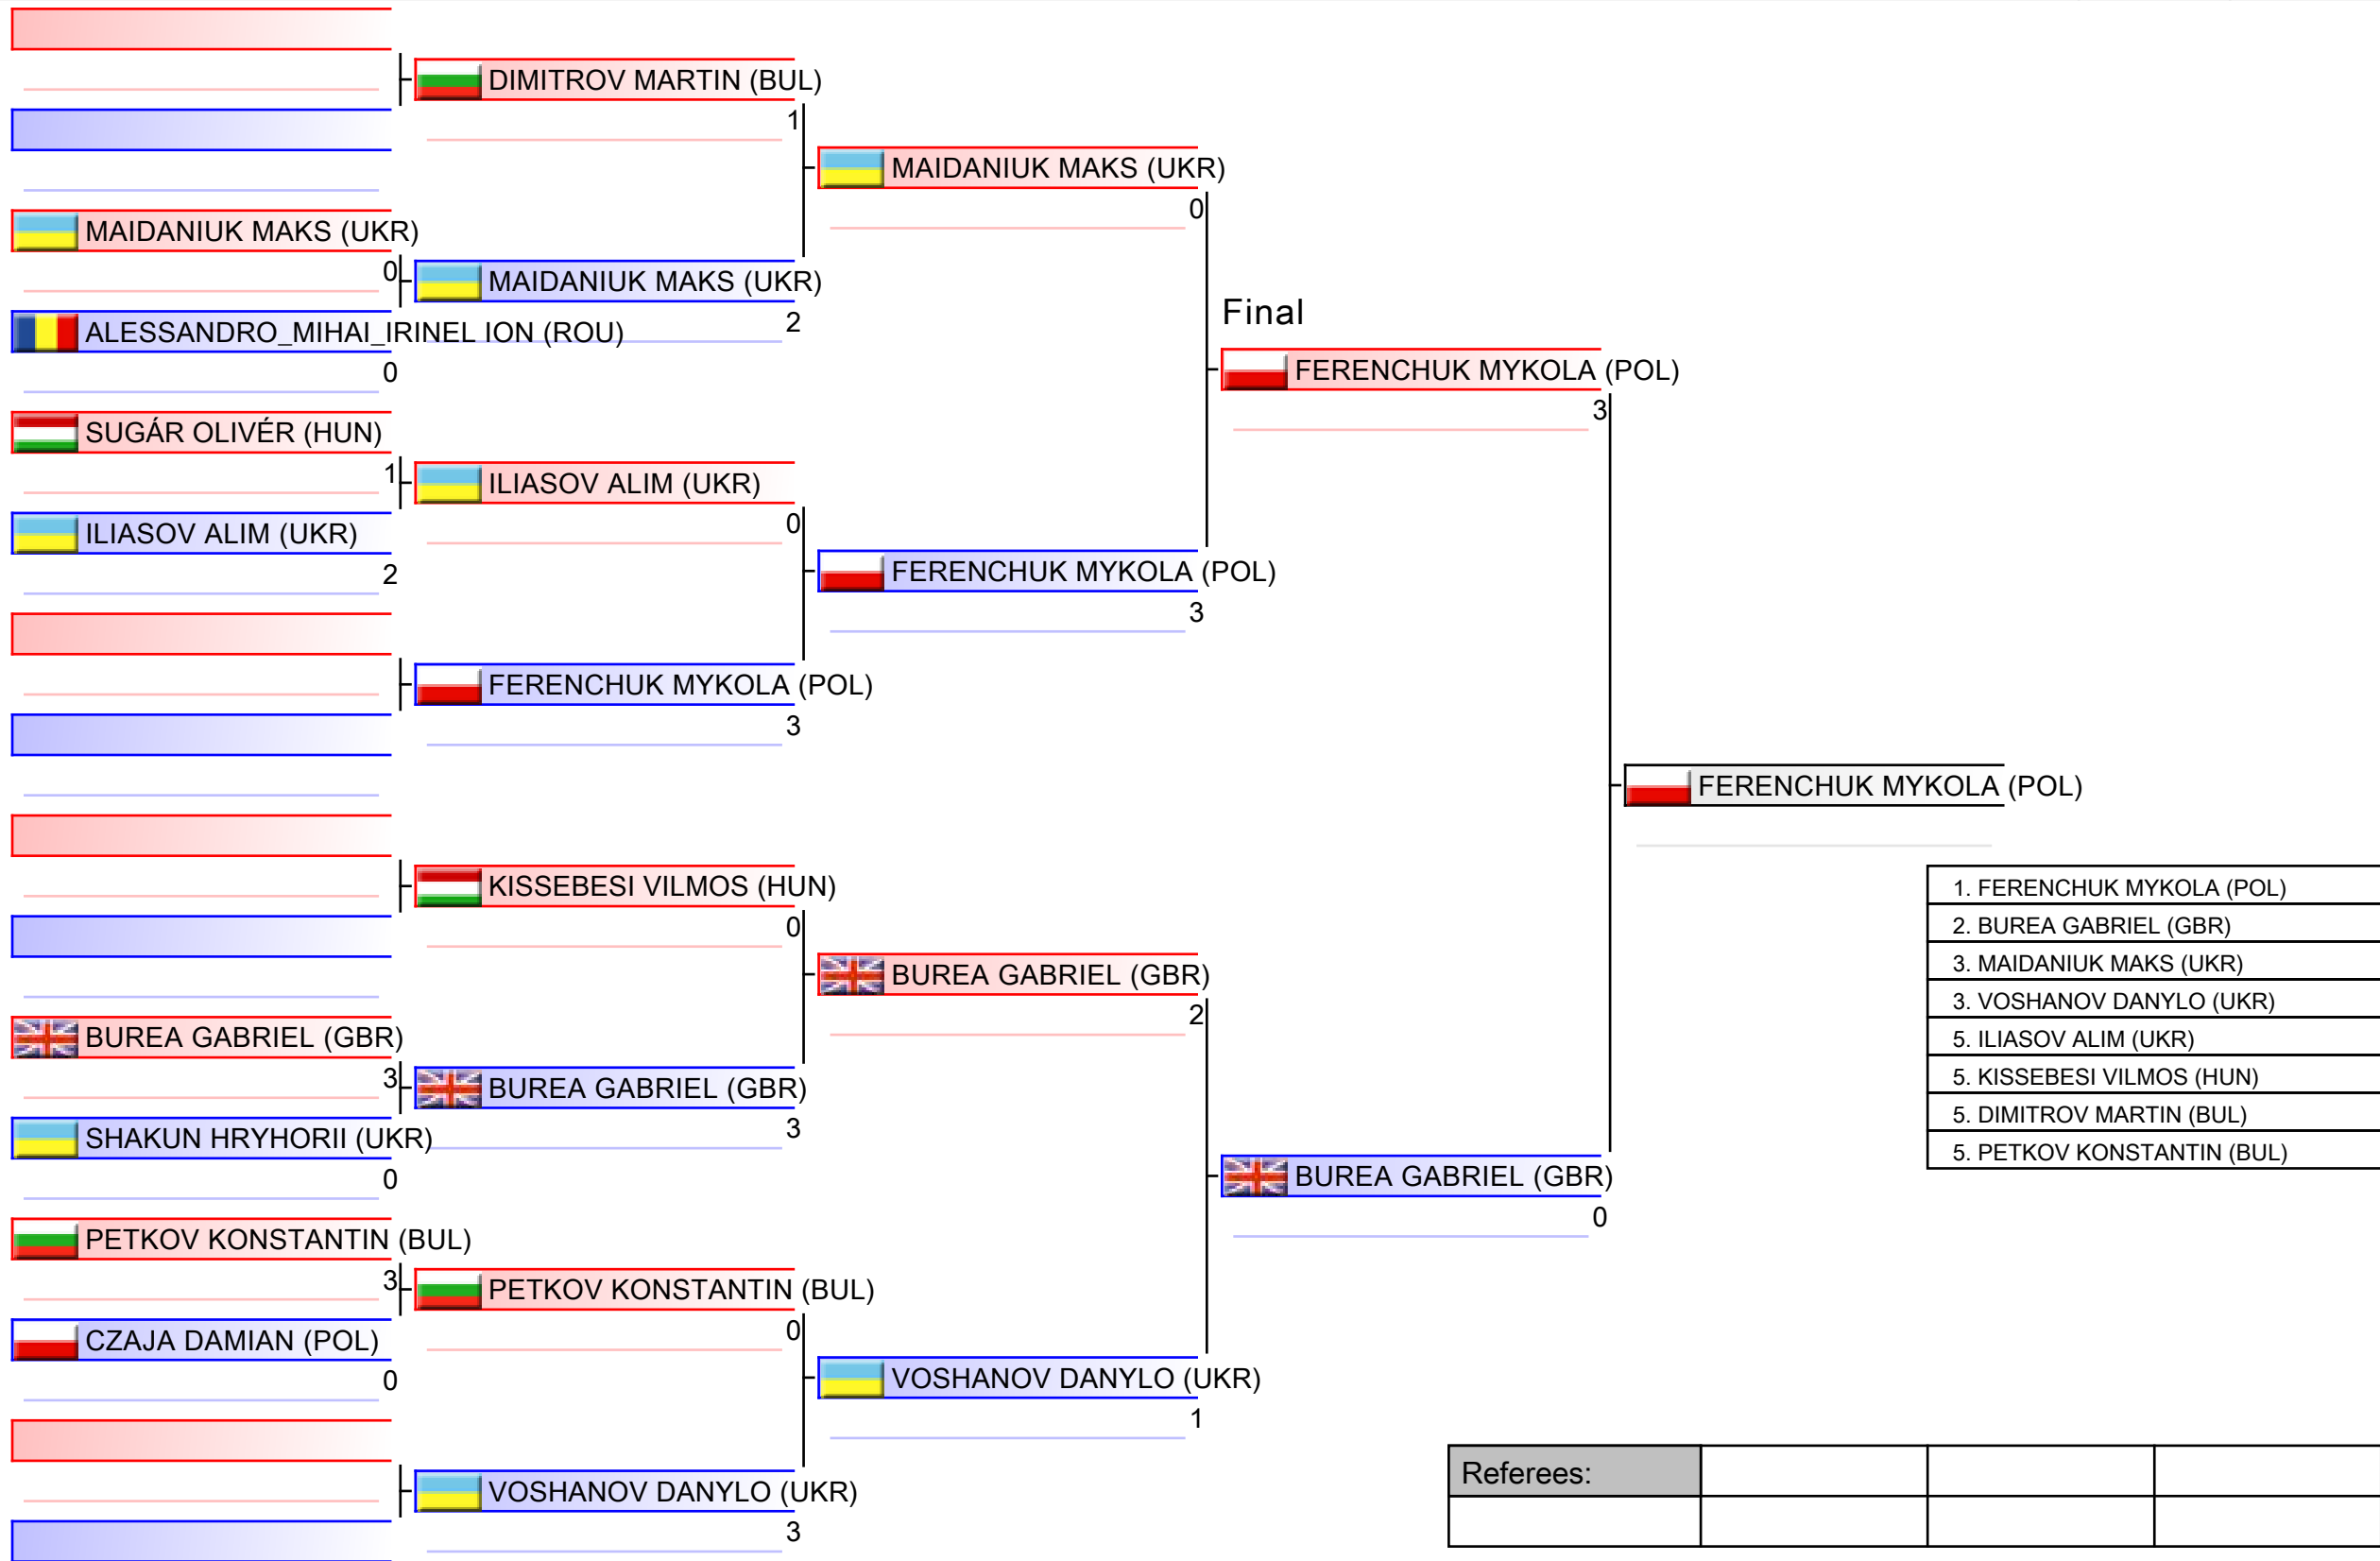 DIMITROV MARTIN (BUL)
1
MAIDANIUK MAKS (UKR)
0
MAIDANIUK MAKS (UKR)
0
MAIDANIUK MAKS (UKR)
2
ALESSANDRO_MIHAI_IRINEL ION (ROU)
0
Final
FERENCHUK MYKOLA (POL)
3
SUGÁR OLIVÉR (HUN)
1
ILIASOV ALIM (UKR)
0
ILIASOV ALIM (UKR)
2
FERENCHUK MYKOLA (POL)
3
FERENCHUK MYKOLA (POL)
3
FERENCHUK MYKOLA (POL)
KISSEBESI VILMOS (HUN)
0
BUREA GABRIEL (GBR)
2
BUREA GABRIEL (GBR)
3
BUREA GABRIEL (GBR)
3
SHAKUN HRYHORII (UKR)
0
BUREA GABRIEL (GBR)
0
PETKOV KONSTANTIN (BUL)
3
PETKOV KONSTANTIN (BUL)
0
CZAJA DAMIAN (POL)
0
VOSHANOV DANYLO (UKR)
1
VOSHANOV DANYLO (UKR)
3
1. FERENCHUK MYKOLA (POL)
2. BUREA GABRIEL (GBR)
3. MAIDANIUK MAKS (UKR)
3. VOSHANOV DANYLO (UKR)
5. ILIASOV ALIM (UKR)
5. KISSEBESI VILMOS (HUN)
5. DIMITROV MARTIN (BUL)
5. PETKOV KONSTANTIN (BUL)
Referees: